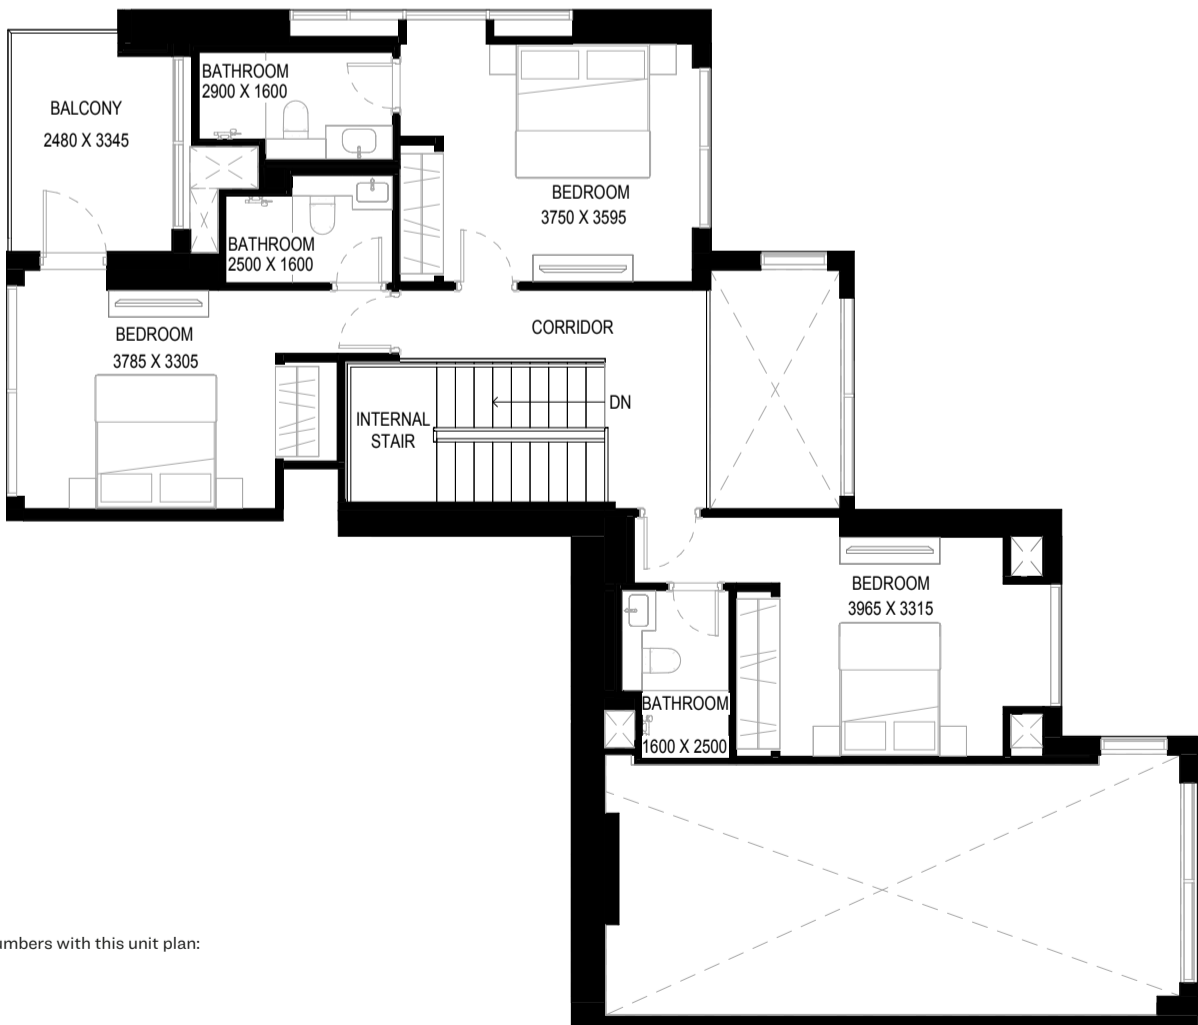 BATHROOM
2900 X 1600
BALCONY
2480 X 3345
BEDROOM
3750 X 3595
BATHROOM
2500 X 1600
BEDROOM
3785 X 3305
CORRIDOR
INTERNAL
STAIR
DN
BEDROOM
3965 X 3315
BATHROOM
1600 X 2500
umbers with this unit plan: